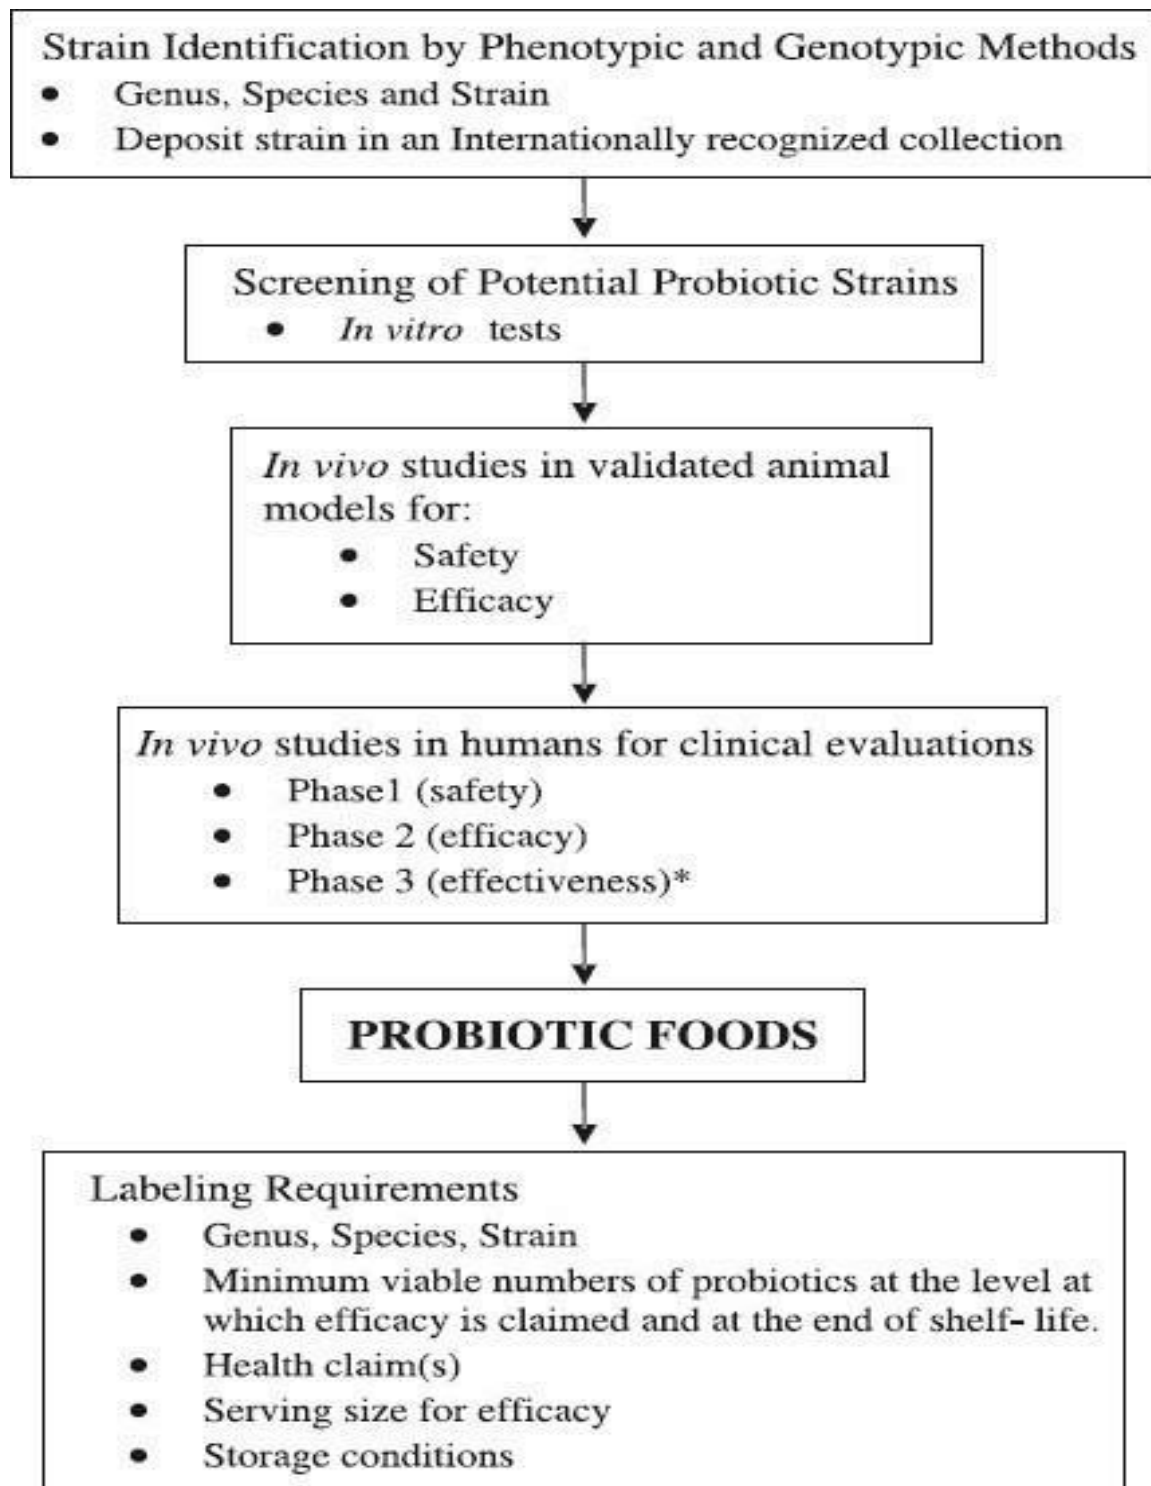 Strain Identification by Phenotypic and Genotypic Methods
• Genus, Species and Strain
• Deposit strain in an Internationally recognized collection
Screening of Potential Probiotic Strains
• In vitro tests
In vivo studies in validated animal
models for:
• Safety
• Efficacy
In vivo studies in humans for clinical evaluations
• Phase1 (safety)
• Phase 2 (efficacy)
• Phase 3 (effectiveness)*
PROBIOTIC FOODS
Labeling Requirements
• Genus, Species, Strain
• Minimum viable numbers of probiotics at the level at
which efficacy is claimed and at the end of shelf- life.
• Health claim(s)
• Serving size for efficacy
• Storage conditions